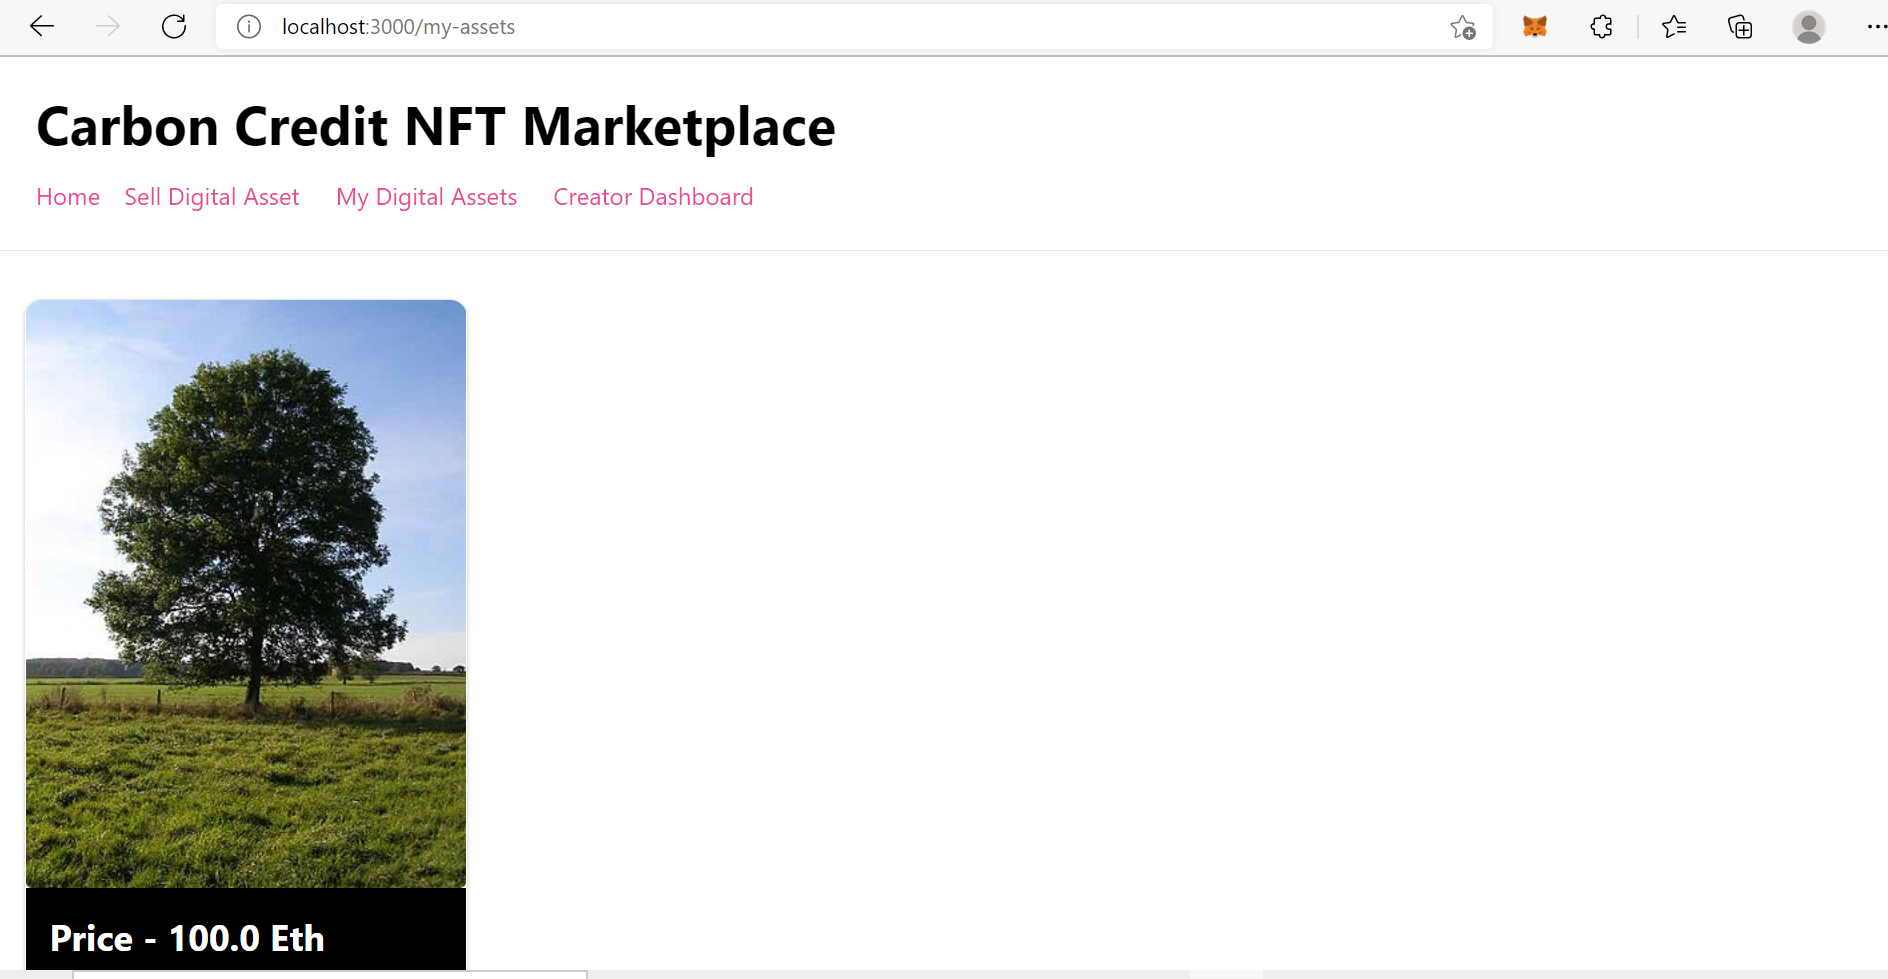 localhost:3000/my-assets
Carbon Credit NFT Marketplace
Home Sell Digital Asset My Digital Assets Creator Dashboard
Price - 100.0 Eth